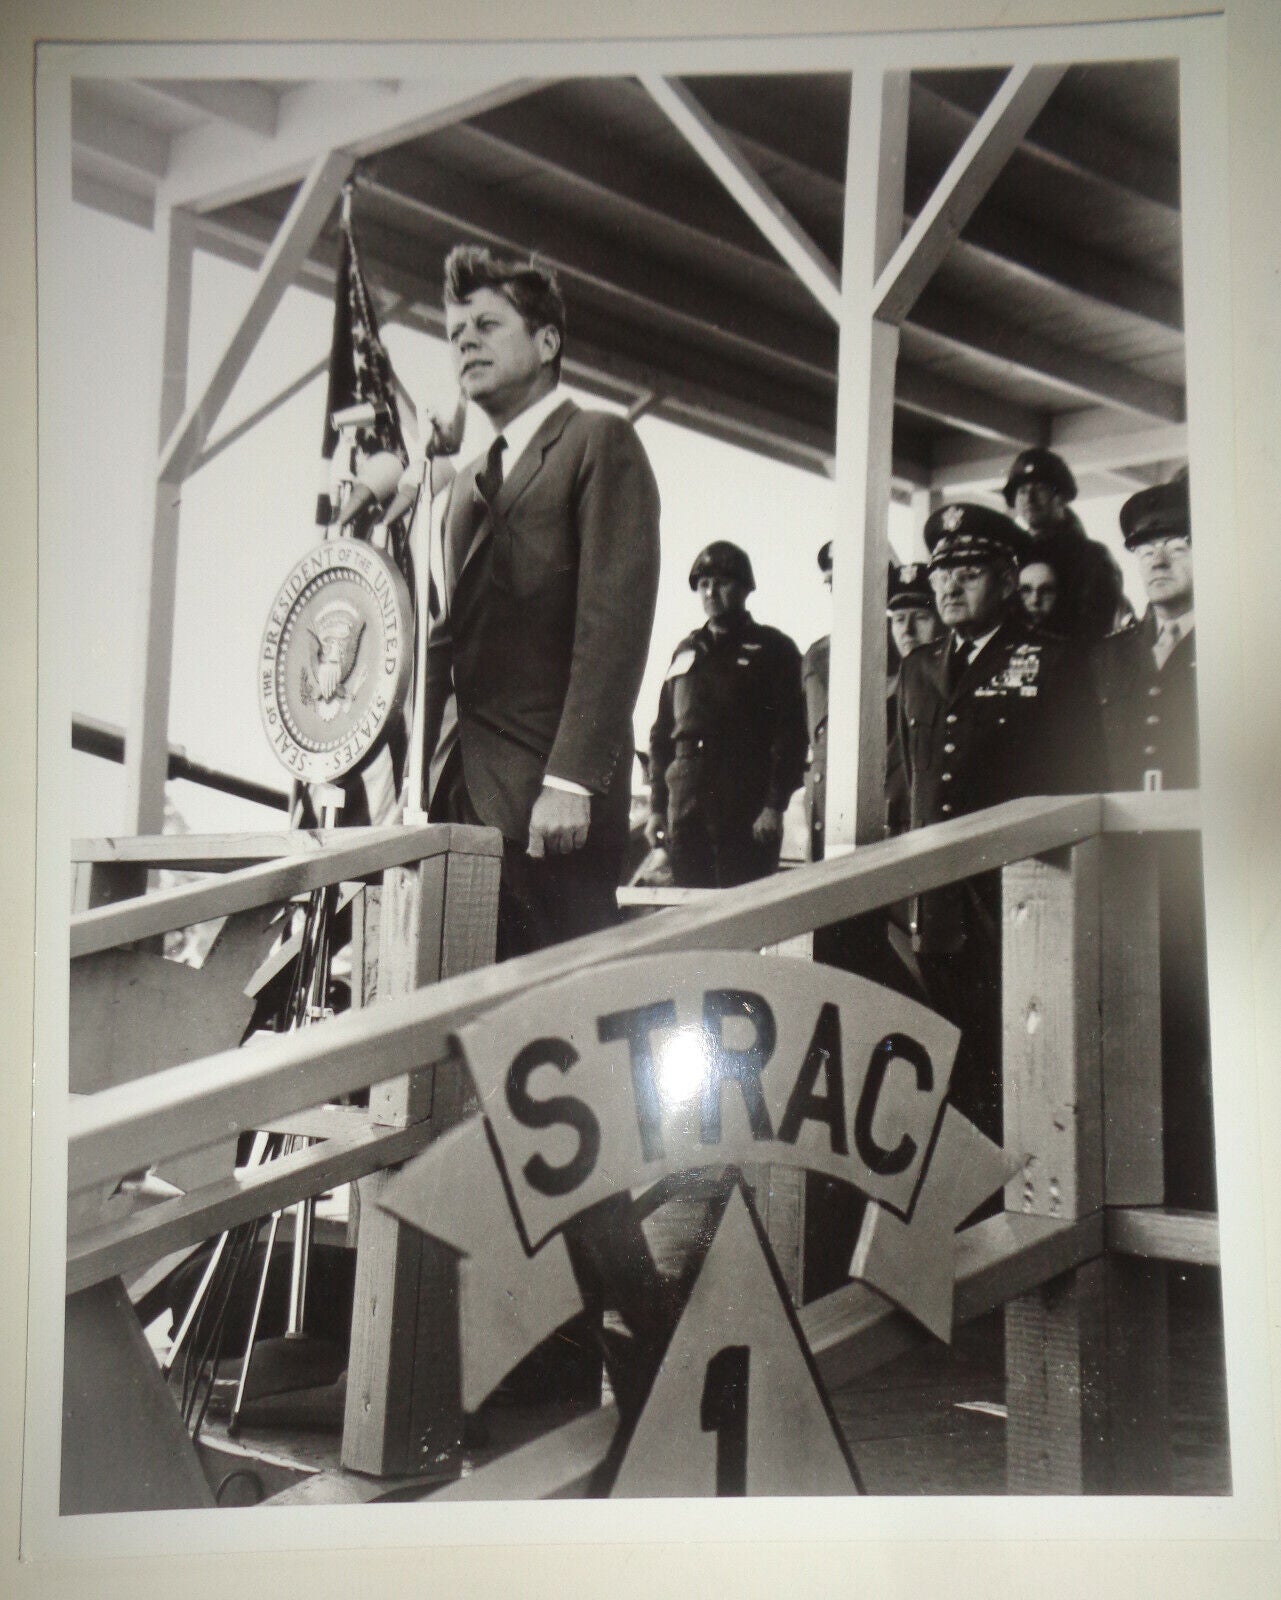 SEAL OF THE PRESIDENT OF THE UNITED STATES
STRAC
1